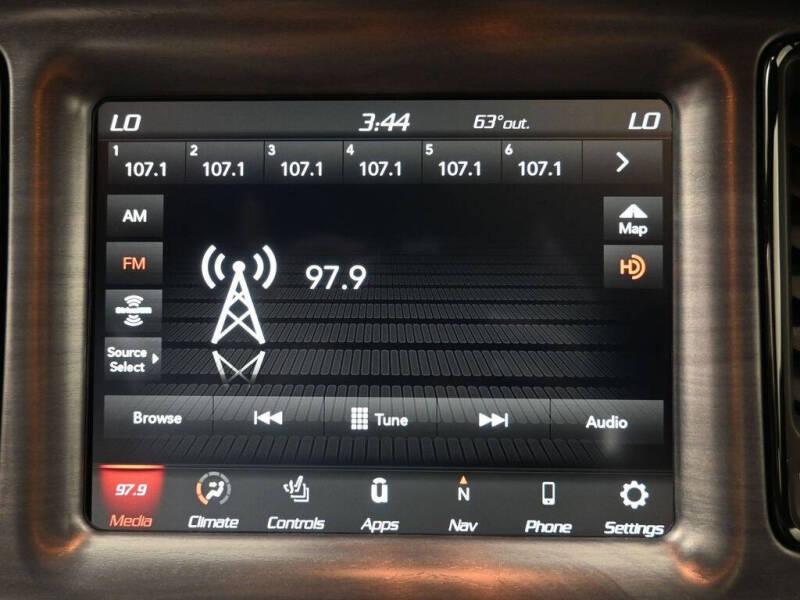 LO 3:44 63°out. LO
1 107.1 2 107.1 3 107.1 4 107.1 5 107.1 6 107.1
AM
Map
FM
HD
97.9
SiriusXM
Source
Select
Browse Tune Audio
97.9 N
Media Climate Controls Apps Nav Phone Settings